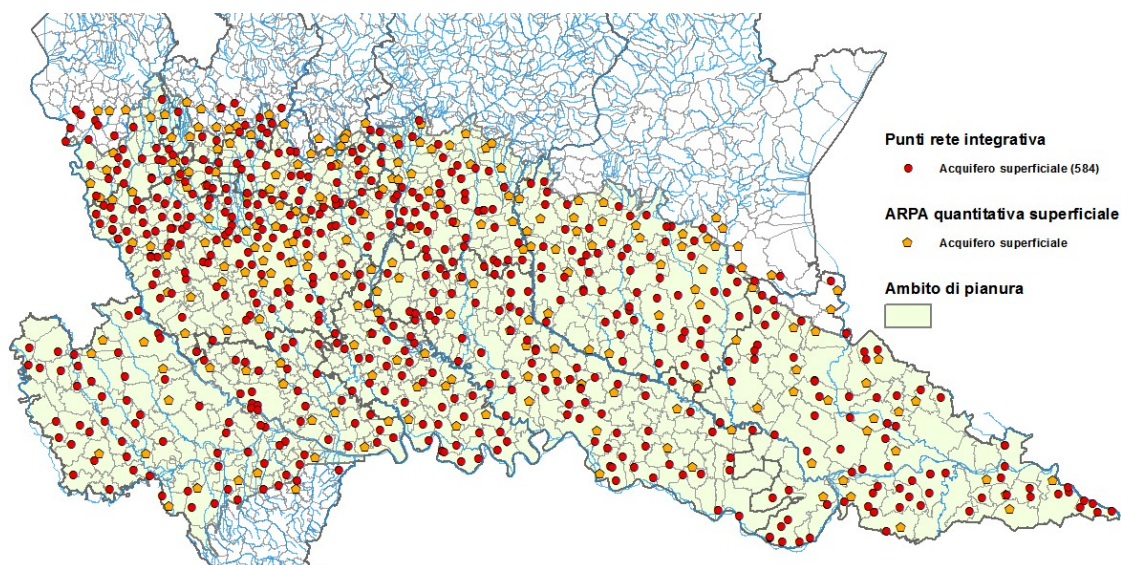 Punti rete integrativa
Acquifero superficiale (584)
ARPA quantitativa superficiale
Acquifero superficiale
Ambito di pianura